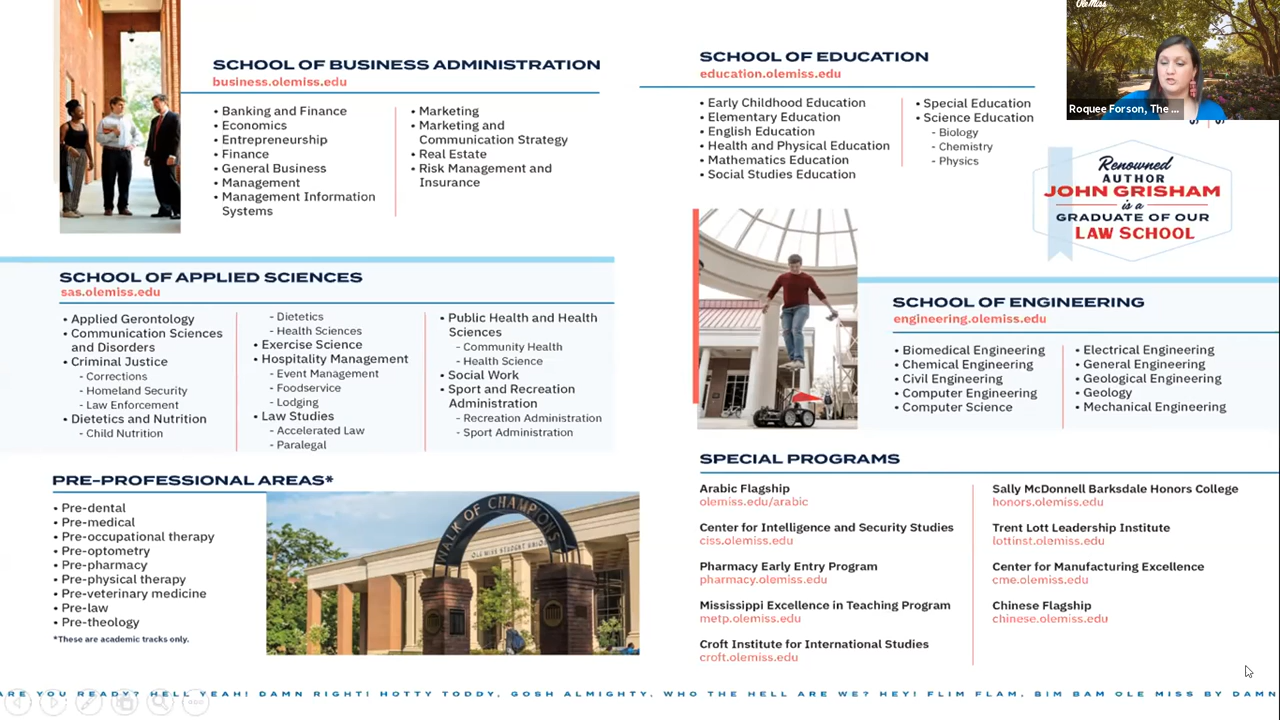 SCHOOL OF BUSINESS ADMINISTRATION
business.olemiss.edu
• Banking and Finance
• Economics
• Entrepreneurship
• Finance
• General Business
• Management
• Management Information
Systems
• Marketing
• Marketing and
Communication Strategy
• Real Estate
• Risk Management and
Insurance
SCHOOL OF APPLIED SCIENCES
sas.olemiss.edu
• Applied Gerontology
• Communication Sciences
and Disorders
• Criminal Justice
- Corrections
- Homeland Security
- Law Enforcement
• Dietetics and Nutrition
- Child Nutrition
- Dietetics
- Health Sciences
• Exercise Science
• Hospitality Management
- Event Management
- Foodservice
- Lodging
• Law Studies
- Accelerated Law
- Paralegal
• Public Health and Health
Sciences
- Community Health
- Health Science
• Social Work
• Sport and Recreation
Administration
- Recreation Administration
- Sport Administration
PRE-PROFESSIONAL AREAS*
• Pre-dental
• Pre-medical
• Pre-occupational therapy
• Pre-optometry
• Pre-pharmacy
• Pre-physical therapy
• Pre-veterinary medicine
• Pre-law
• Pre-theology
*These are academic tracks only.
WALK OF CHAMPIONS
OLE MISS STUDENT UNION
SCHOOL OF EDUCATION
education.olemiss.edu
• Early Childhood Education
• Elementary Education
• English Education
• Health and Physical Education
• Mathematics Education
• Social Studies Education
• Special Education
• Science Education
- Biology
- Chemistry
- Physics
Ole Miss
Roquee Forson, The ...
Renowned
AUTHOR
JOHN GRISHAM
is a
GRADUATE OF OUR
LAW SCHOOL
SCHOOL OF ENGINEERING
engineering.olemiss.edu
• Biomedical Engineering
• Chemical Engineering
• Civil Engineering
• Computer Engineering
• Computer Science
• Electrical Engineering
• General Engineering
• Geological Engineering
• Geology
• Mechanical Engineering
SPECIAL PROGRAMS
Arabic Flagship
olemiss.edu/arabic
Center for Intelligence and Security Studies
ciss.olemiss.edu
Pharmacy Early Entry Program
pharmacy.olemiss.edu
Mississippi Excellence in Teaching Program
metp.olemiss.edu
Croft Institute for International Studies
croft.olemiss.edu
Sally McDonnell Barksdale Honors College
honors.olemiss.edu
Trent Lott Leadership Institute
lottinst.olemiss.edu
Center for Manufacturing Excellence
cme.olemiss.edu
Chinese Flagship
chinese.olemiss.edu
ARE YOU READY? HELL YEAH! DAMN RIGHT! HOTTY TODDY, GOSH ALMIGHTY, WHO THE HELL ARE WE? HEY! FLIM FLAM, BIM BAM OLE MISS BY DAMN